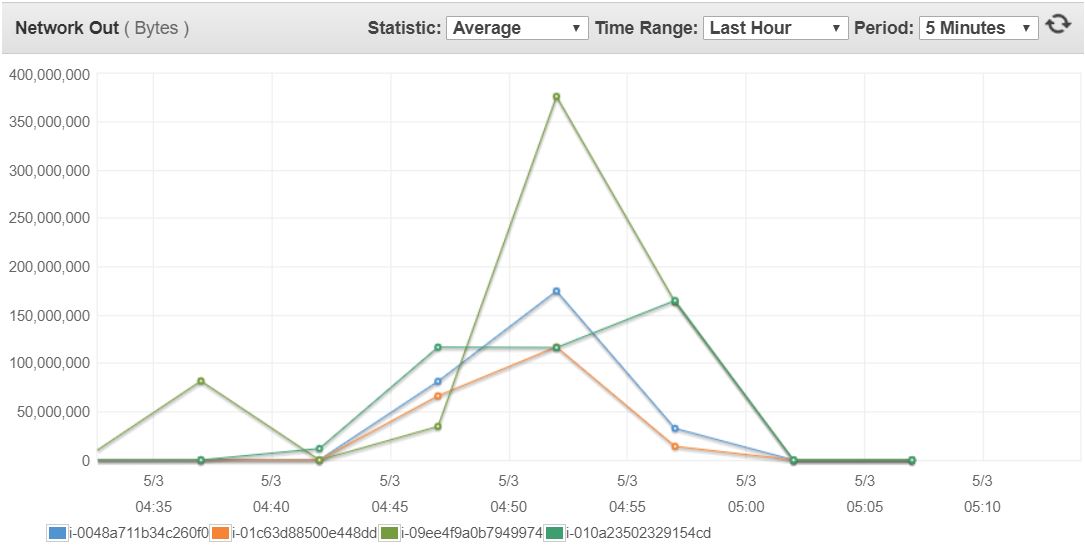 Network Out ( Bytes ) Statistic: Average Time Range: Last Hour Period: 5 Minutes
400,000,000
350,000,000
300,000,000
250,000,000
200,000,000
150,000,000
100,000,000
50,000,000
0
5/3 5/3 5/3 5/3 5/3 5/3 5/3 5/3
04:35 04:40 04:45 04:50 04:55 05:00 05:05 05:10
i-0048a711b34c260f0 i-01c63d88500e448dd i-09ee4f9a0b7949974 i-010a23502329154cd